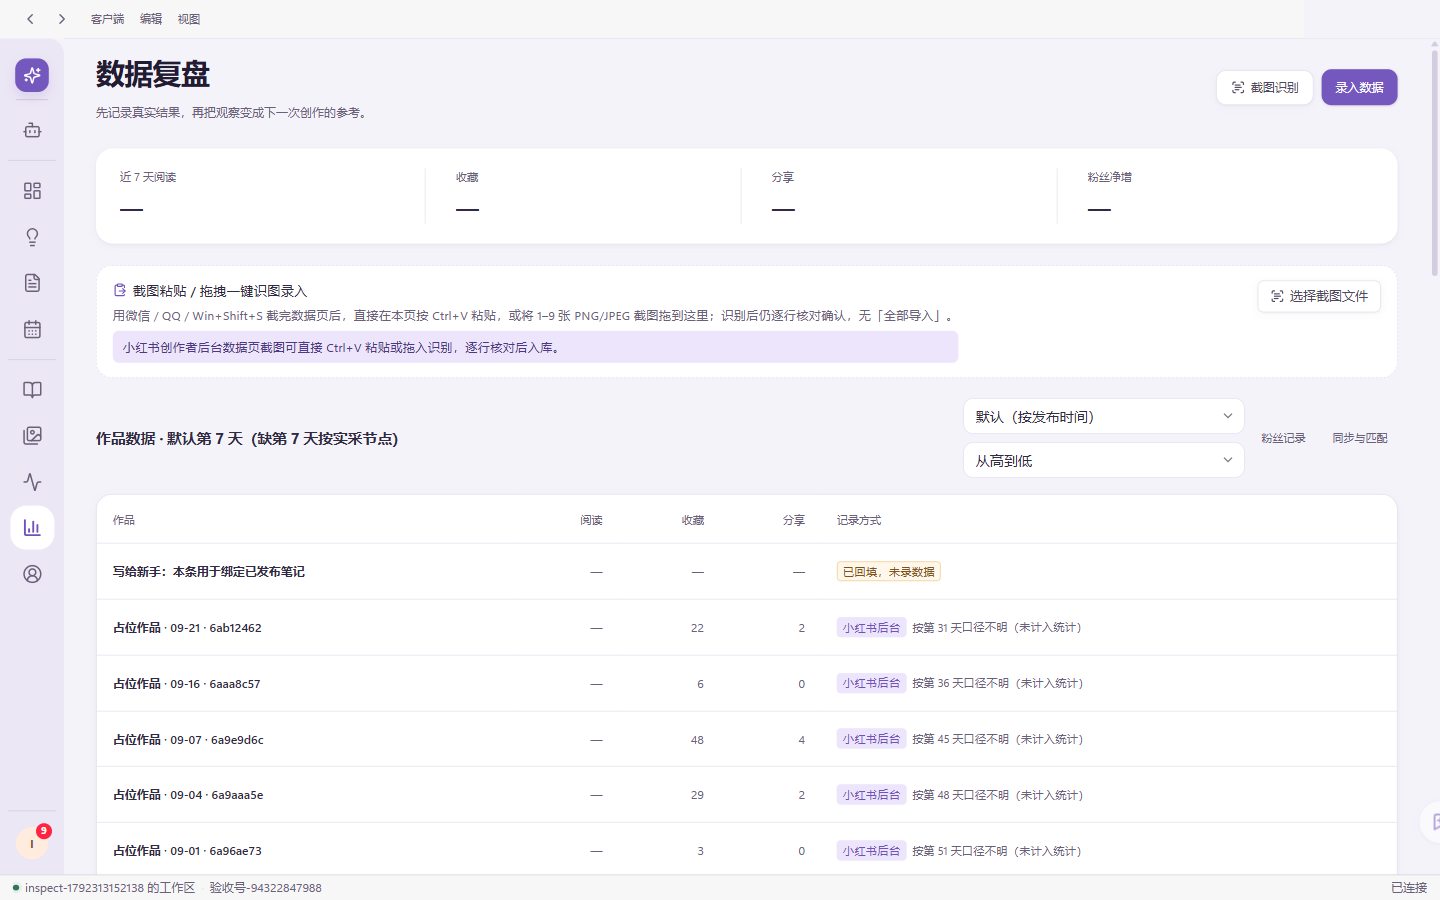 客户端 编辑 视图
数据复盘
先记录真实结果，再把观察变成下一次创作的参考。
截图识别
录入数据
近 7 天阅读
收藏
分享
粉丝净增
—
—
—
—
截图粘贴 / 拖拽一键识图录入
用微信 / QQ / Win+Shift+S 截完数据页后，直接在本页按 Ctrl+V 粘贴，或将 1–9 张 PNG/JPEG 截图拖到这里；识别后仍逐行核对确认，无「全部导入」。
小红书创作者后台数据页截图可直接 Ctrl+V 粘贴或拖入识别，逐行核对后入库。
选择截图文件
作品数据 · 默认第 7 天（缺第 7 天按实采节点）
默认（按发布时间）
从高到低
粉丝记录
同步与匹配
作品 阅读 收藏 分享 记录方式
写给新手：本条用于绑定已发布笔记 — — — 已回填，未录数据
占位作品 · 09-21 · 6ab12462 — 22 2 小红书后台 按第 31 天口径不明（未计入统计）
占位作品 · 09-16 · 6aaa8c57 — 6 0 小红书后台 按第 36 天口径不明（未计入统计）
占位作品 · 09-07 · 6a9e9d6c — 48 4 小红书后台 按第 45 天口径不明（未计入统计）
占位作品 · 09-04 · 6a9aaa5e — 29 2 小红书后台 按第 48 天口径不明（未计入统计）
占位作品 · 09-01 · 6a96ae73 — 3 0 小红书后台 按第 51 天口径不明（未计入统计）
9
I
inspect-1792313152138 的工作区 · 验收号-94322847988
已连接